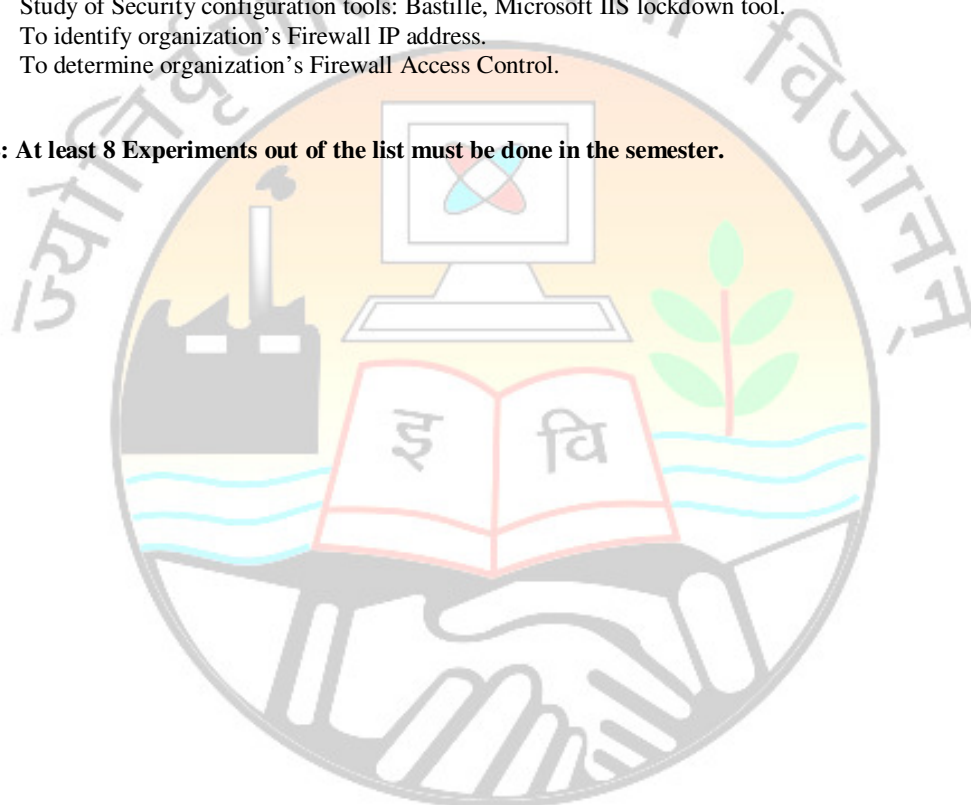 Study of Security configuration tools: Bastille, Microsoft IIS lockdown tool.
To identify organization's Firewall IP address.
To determine organization's Firewall Access Control.
: At least 8 Experiments out of the list must be done in the semester.
इ वि